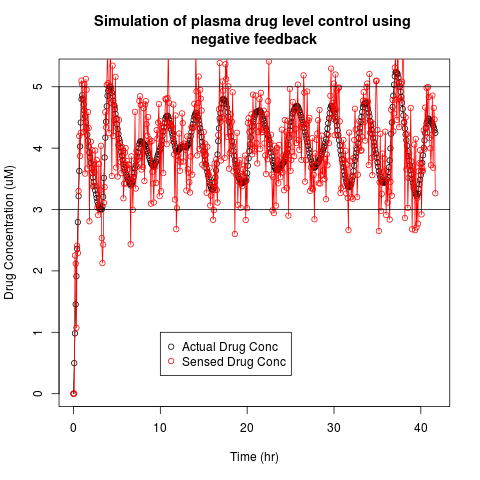 Simulation of plasma drug level control using
negative feedback
Drug Concentration (uM)
5
4
3
2
1
0
Actual Drug Conc
Sensed Drug Conc
0 10 20 30 40
Time (hr)